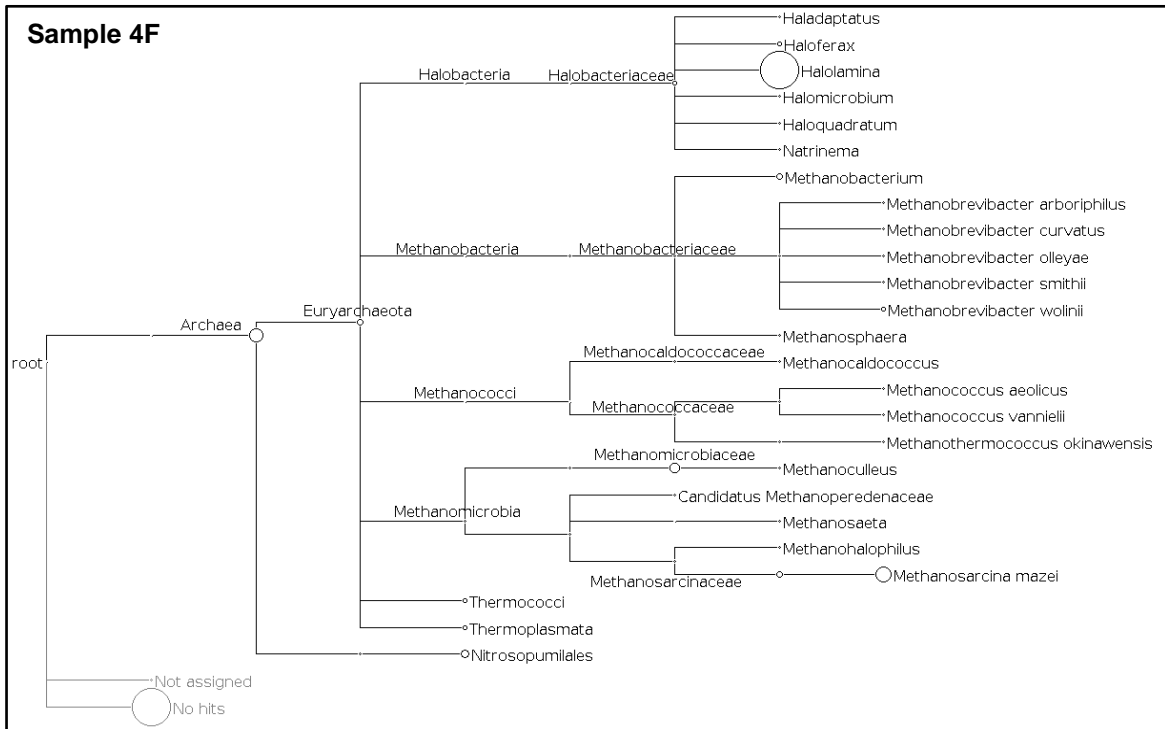 Sample 4F
Haladaptatus
Haloferax
Halobacteria
Halobacteriaceae
Halolamina
Halomicrobium
Haloquadratum
Natrinema
Methanobacterium
Methanobrevibacter arboriphilus
Methanobrevibacter curvatus
Methanobacteria
Methanobacteriaceae
Methanobrevibacter olleyae
Methanobrevibacter smithii
Methanobrevibacter wolinii
Euryarchaeota
Archaea
Methanosphaera
Methanocaldococcaceae
root
Methanocaldococcus
Methanococci
Methanococcus aeolicus
Methanococcaceae
Methanococcus vannielii
Methanothermococcus okinawensis
Methanomicrobiaceae
Methanoculleus
Candidatus Methanoperedenaceae
Methanomicrobia
Methanosaeta
Methanohalophilus
Methanosarcinaceae
Methanosarcina mazei
Thermococci
Thermoplasmata
Nitrosopumilales
Not assigned
No hits